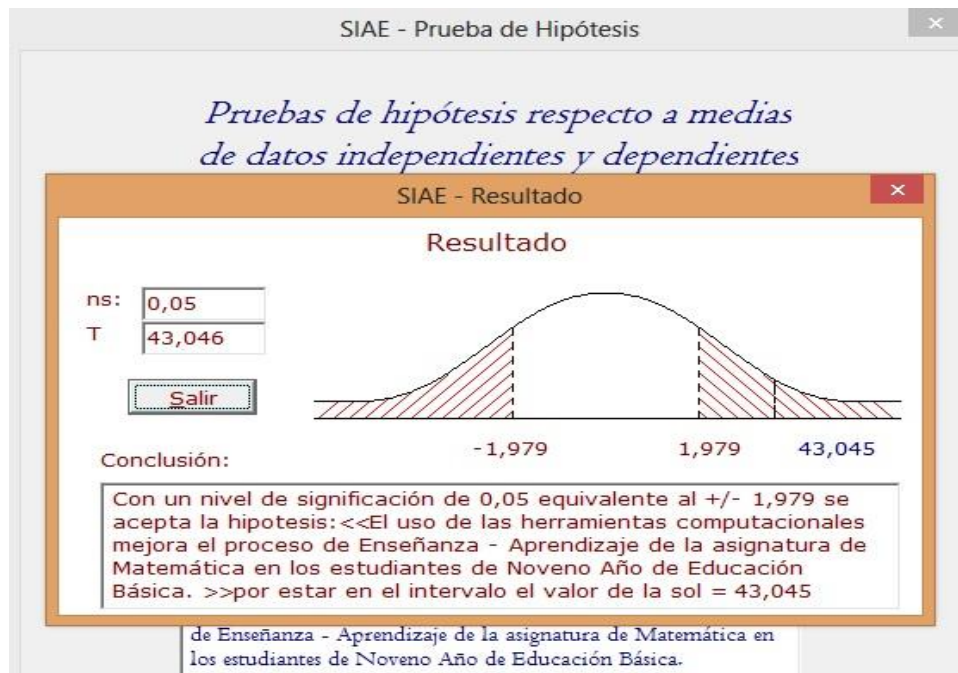 SIAE - Prueba de Hipótesis
×
Pruebas de hipótesis respecto a medias
de datos independientes y dependientes
SIAE - Resultado
×
Resultado
ns:
0,05
T
43,046
Salir
-1,979
1,979
43,045
Conclusión:
Con un nivel de significación de 0,05 equivalente al +/- 1,979 se
acepta la hipotesis:<<El uso de las herramientas computacionales
mejora el proceso de Enseñanza - Aprendizaje de la asignatura de
Matemática en los estudiantes de Noveno Año de Educación
Básica. >>por estar en el intervalo el valor de la sol = 43,045
de Enseñanza - Aprendizaje de la asignatura de Matemática en
los estudiantes de Noveno Año de Educación Básica.